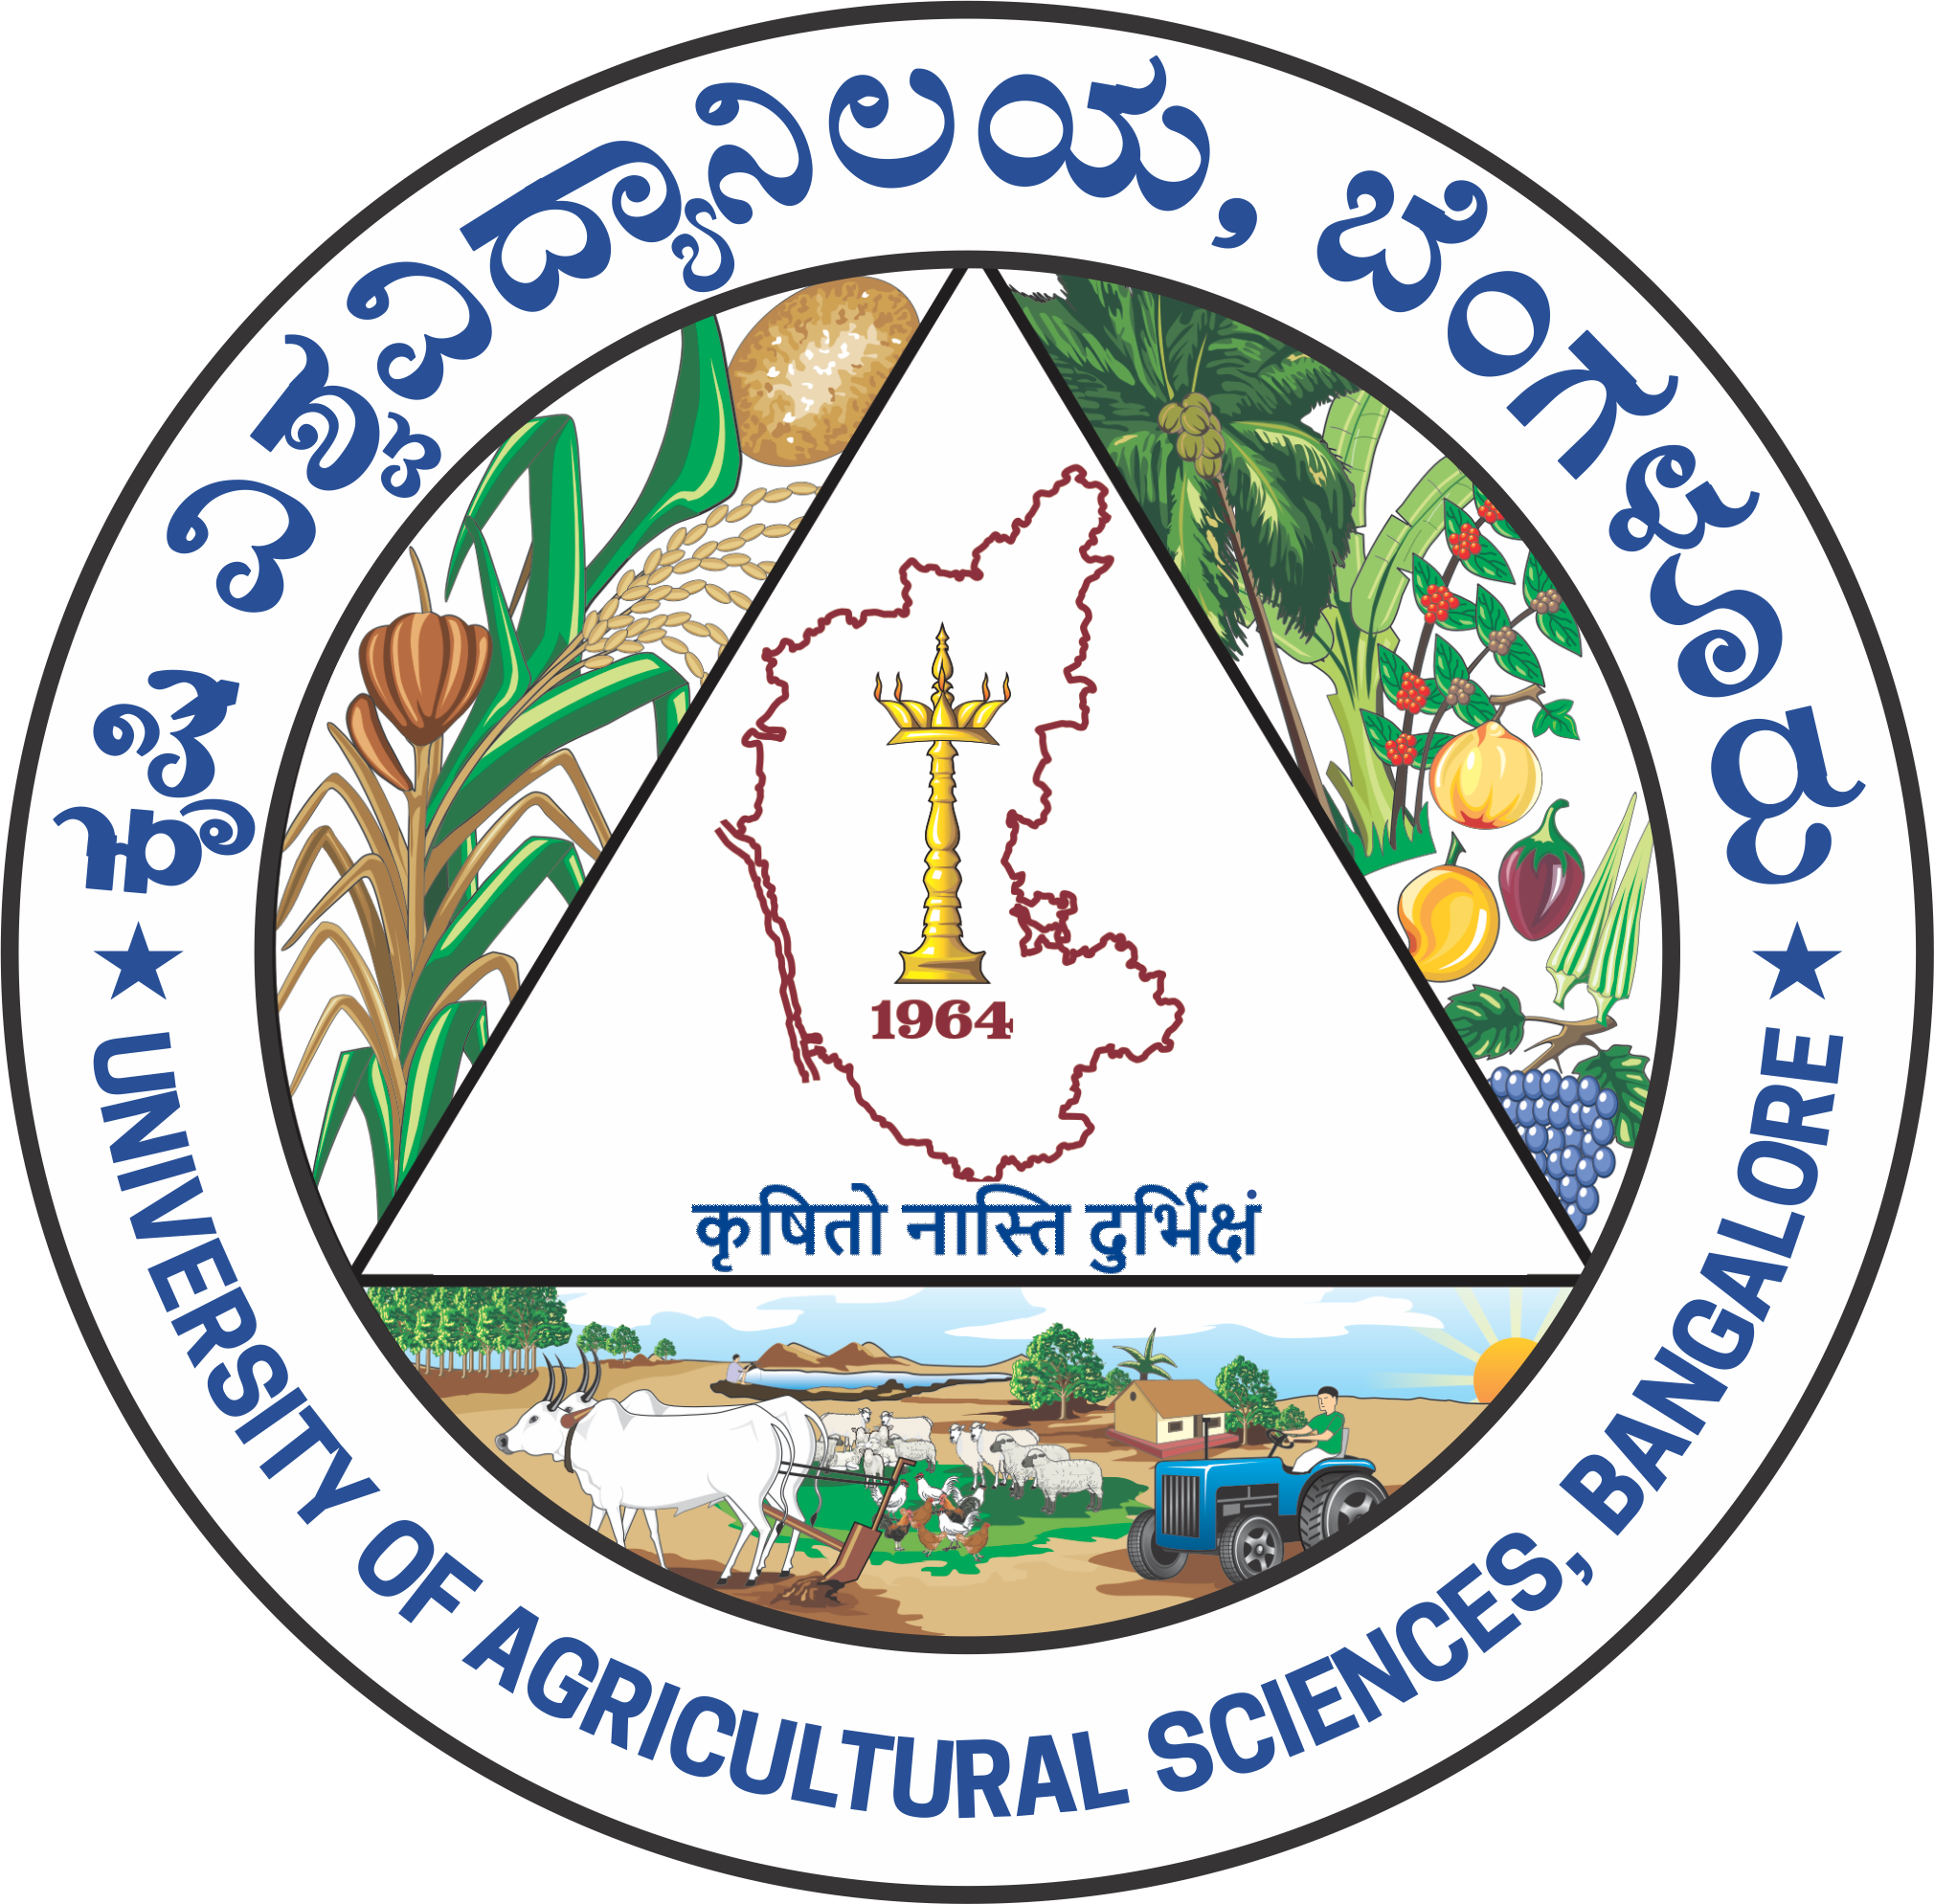 ಕೃಷಿ ವಿಶ್ವವಿದ್ಯಾನಿಲಯ, ಬೆಂಗಳೂರು
1964
कृषितो नास्ति दुर्भिक्षं
UNIVERSITY OF AGRICULTURAL SCIENCES, BANGALORE